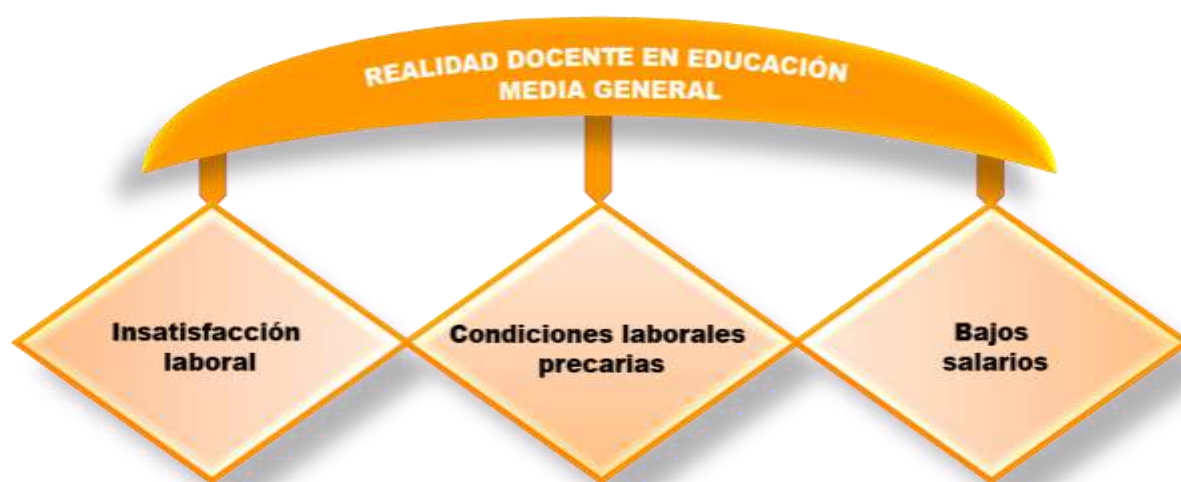 REALIDAD DOCENTE EN EDUCACIÓN
MEDIA GENERAL
Insatisfacción
laboral
Condiciones laborales
precarias
Bajos
salarios